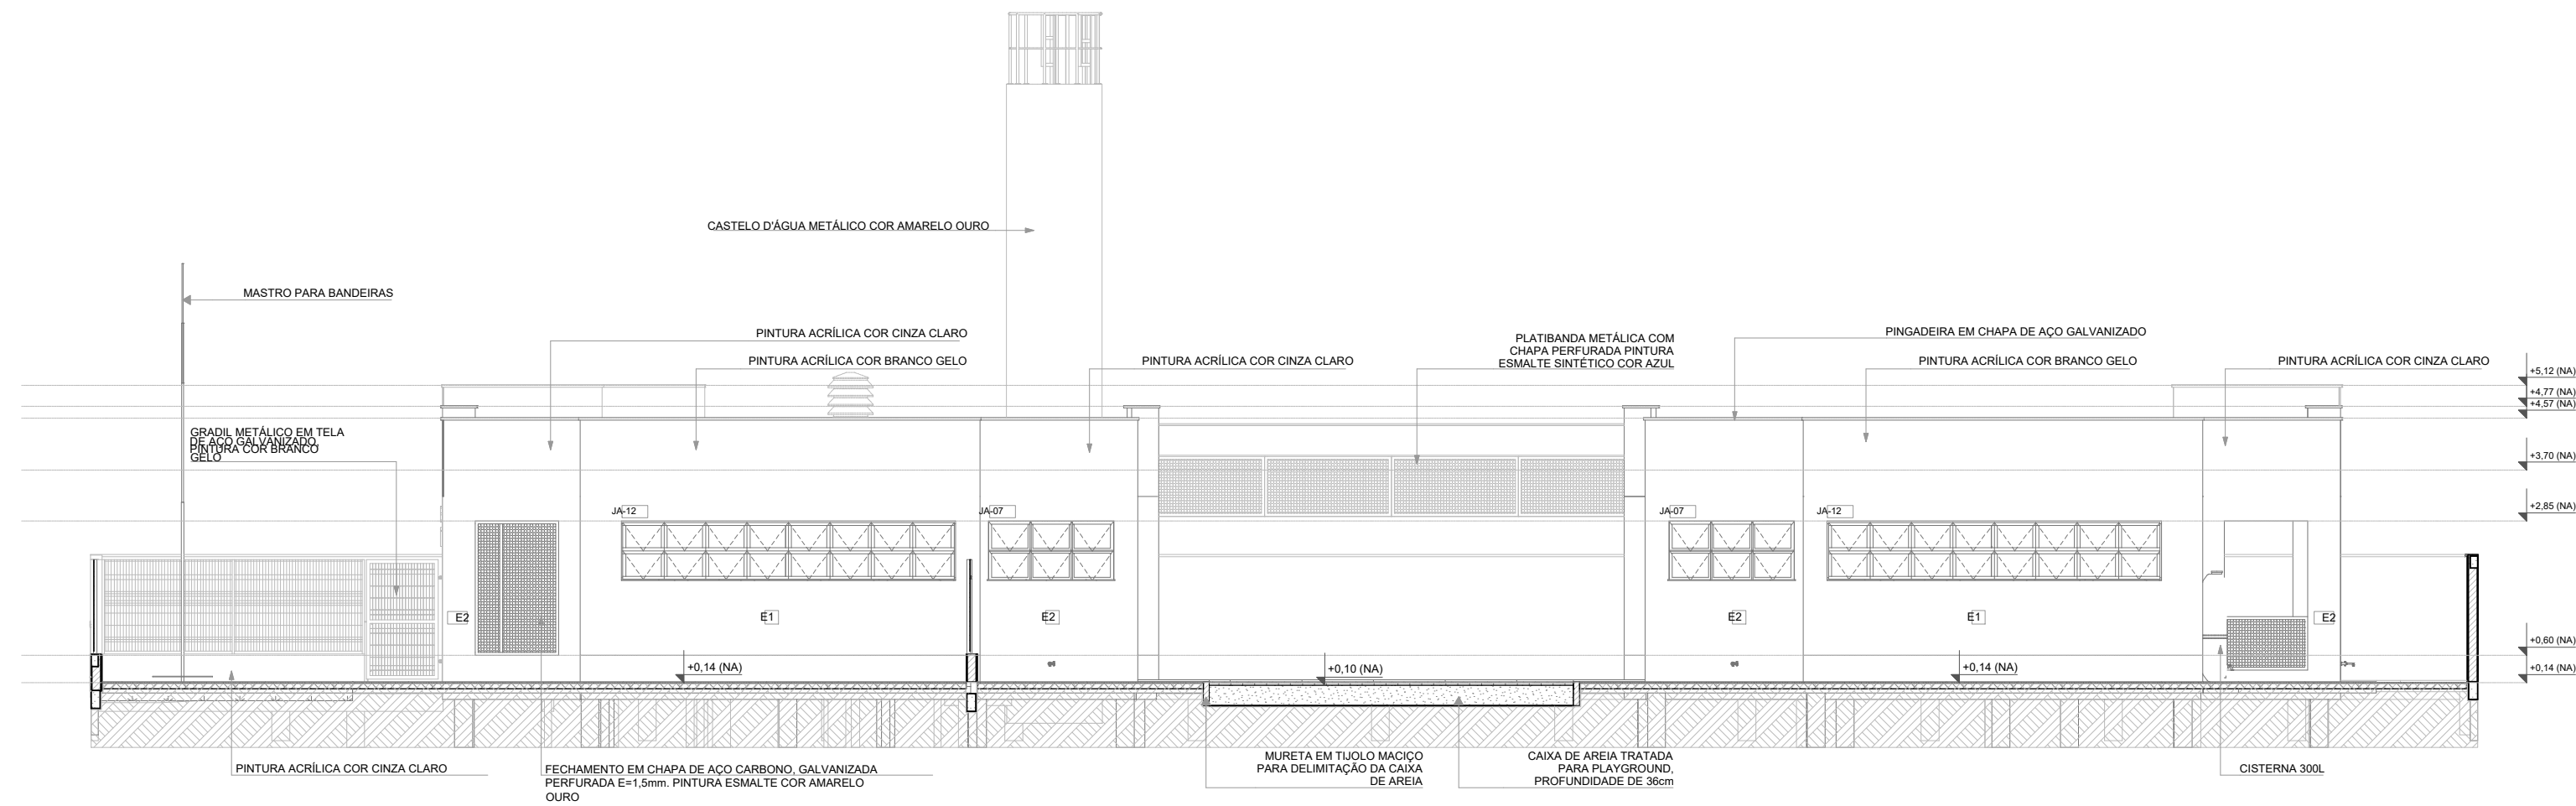 CASTELO D'ÁGUA METÁLICO COR AMARELO OURO
MASTRO PARA BANDEIRAS
PINTURA ACRÍLICA COR CINZA CLARO
PINTURA ACRÍLICA COR BRANCO GELO
PINTURA ACRÍLICA COR CINZA CLARO
PLATIBANDA METÁLICA COM
CHAPA PERFURADA PINTURA
ESMALTE SINTÉTICO COR AZUL
PINGADEIRA EM CHAPA DE AÇO GALVANIZADO
PINTURA ACRÍLICA COR BRANCO GELO
PINTURA ACRÍLICA COR CINZA CLARO
+5,12 (NA)
+4,77 (NA)
+4,57 (NA)
+3,70 (NA)
+2,85 (NA)
+0,60 (NA)
+0,14 (NA)
GRADIL METÁLICO EM TELA
DE AÇO GALVANIZADO,
PINTURA COR BRANCO
GELO
JA-12
JA-07
JA-07
JA-12
E2
E1
E2
E2
E1
E2
+0,14 (NA)
+0,10 (NA)
+0,14 (NA)
PINTURA ACRÍLICA COR CINZA CLARO
FECHAMENTO EM CHAPA DE AÇO CARBONO, GALVANIZADA
PERFURADA E=1,5mm. PINTURA ESMALTE COR AMARELO
OURO
MURETA EM TIJOLO MACIÇO
PARA DELIMITAÇÃO DA CAIXA
DE AREIA
CAIXA DE AREIA TRATADA
PARA PLAYGROUND,
PROFUNDIDADE DE 36cm
CISTERNA 300L